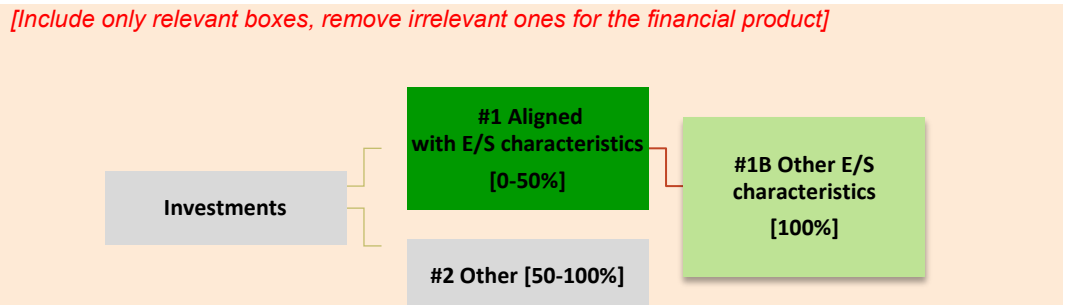 [Include only relevant boxes, remove irrelevant ones for the financial product]
#1 Aligned
with E/S characteristics
[0-50%]
#1B Other E/S
characteristics
[100%]
Investments
#2 Other [50-100%]